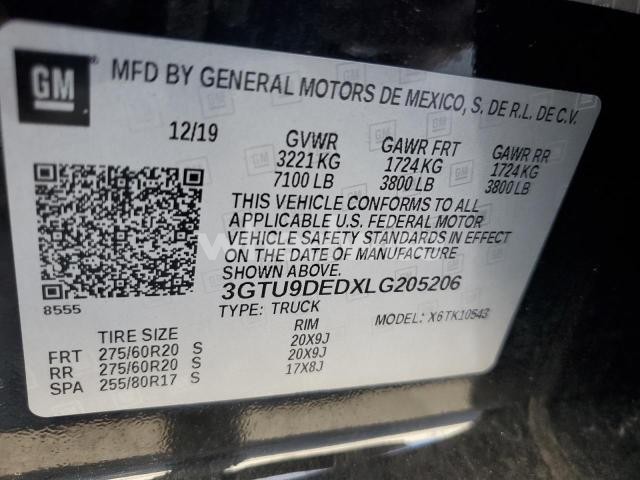 GM ® MFD BY GENERAL MOTORS DE MEXICO, S. DE R.L. DE C.V.
12/19 GVWR GAWR FRT GAWR RR
3221 KG 1724 KG 1724 KG
7100 LB 3800 LB 3800 LB
THIS VEHICLE CONFORMS TO ALL
APPLICABLE U.S. FEDERAL MOTOR
VEHICLE SAFETY STANDARDS IN EFFECT
ON THE DATE OF MANUFACTURE
SHOWN ABOVE.
3GTU9DEDXLG205206
8555 TYPE: TRUCK MODEL: X6TK10543
TIRE SIZE RIM
FRT 275/60R20 S 20X9J
RR 275/60R20 S 20X9J
SPA 255/80R17 S 17X8J